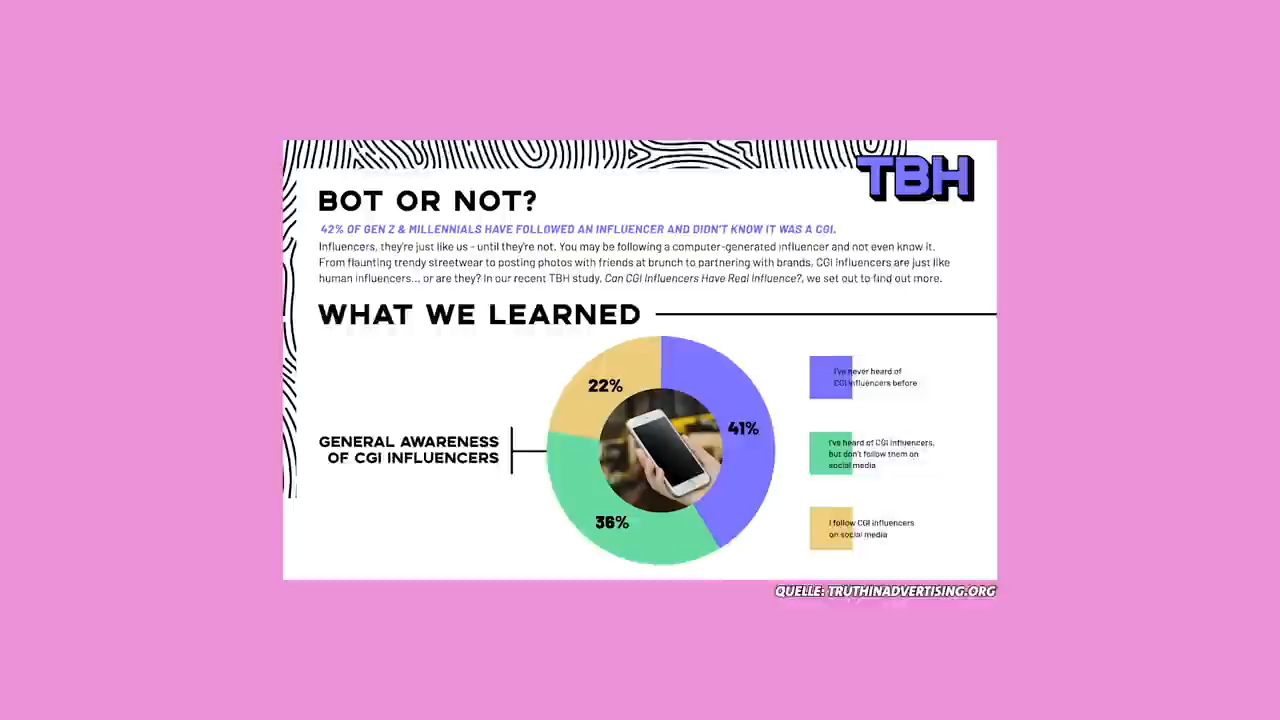 TBH
BOT OR NOT?
42% OF GEN Z & MILLENNIALS HAVE FOLLOWED AN INFLUENCER AND DIDN'T KNOW IT WAS A CGI.
Influencers, they're just like us - until they're not. You may be following a computer-generated influencer and not even know it.
From flaunting trendy streetwear to posting photos with friends at brunch to partnering with brands, CGI influencers are just like
human influencers... or are they? In our recent TBH study, Can CGI Influencers Have Real Influence?, we set out to find out more.
WHAT WE LEARNED
GENERAL AWARENESS
OF CGI INFLUENCERS
22%
41%
36%
I've never heard of
CGI influencers before
I've heard of CGI influencers,
but don't follow them on
social media
I follow CGI influencers
on social media
QUELLE: TRUTHINADVERTISING.ORG